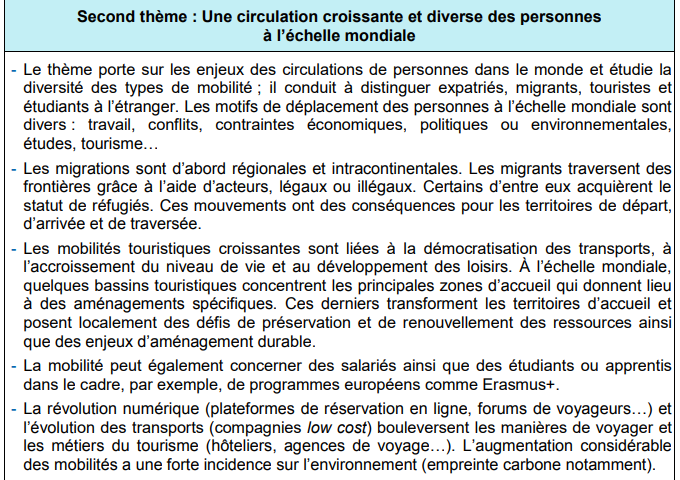 Second thème : Une circulation croissante et diverse des personnes
à l’échelle mondiale
- Le thème porte sur les enjeux des circulations de personnes dans le monde et étudie la
diversité des types de mobilité ; il conduit à distinguer expatriés, migrants, touristes et
étudiants à l’étranger. Les motifs de déplacement des personnes à l’échelle mondiale sont
divers : travail, conflits, contraintes économiques, politiques ou environnementales,
études, tourisme…
- Les migrations sont d’abord régionales et intracontinentales. Les migrants traversent des
frontières grâce à l’aide d’acteurs, légaux ou illégaux. Certains d’entre eux acquièrent le
statut de réfugiés. Ces mouvements ont des conséquences pour les territoires de départ,
d’arrivée et de traversée.
- Les mobilités touristiques croissantes sont liées à la démocratisation des transports, à
l’accroissement du niveau de vie et au développement des loisirs. À l’échelle mondiale,
quelques bassins touristiques concentrent les principales zones d’accueil qui donnent lieu
à des aménagements spécifiques. Ces derniers transforment les territoires d’accueil et
posent localement des défis de préservation et de renouvellement des ressources ainsi
que des enjeux d’aménagement durable.
- La mobilité peut également concerner des salariés ainsi que des étudiants ou apprentis
dans le cadre, par exemple, de programmes européens comme Erasmus+.
- La révolution numérique (plateformes de réservation en ligne, forums de voyageurs…) et
l’évolution des transports (compagnies low cost) bouleversent les manières de voyager et
les métiers du tourisme (hôteliers, agences de voyage…). L’augmentation considérable
des mobilités a une forte incidence sur l’environnement (empreinte carbone notamment).